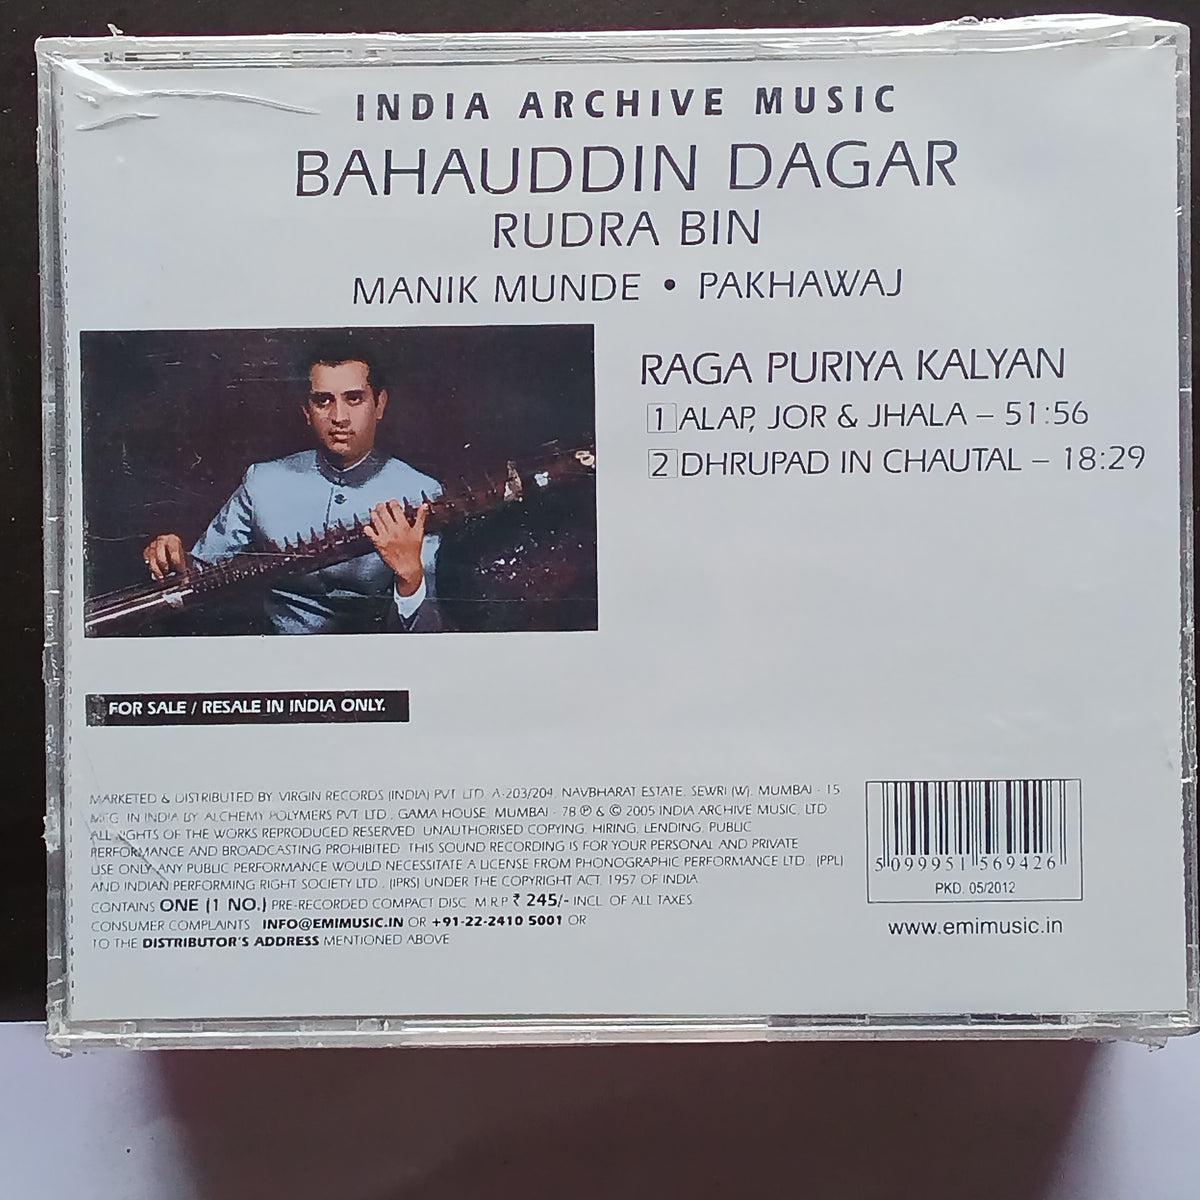 INDIA ARCHIVE MUSIC
BAHAUDDIN DAGAR
RUDRA BIN
MANIK MUNDE • PAKHAWAJ
RAGA PURIYA KALYAN
1 ALAP, JOR & JHALA – 51:56
2 DHRUPAD IN CHAUTAL – 18:29
FOR SALE / RESALE IN INDIA ONLY.
MARKETED & DISTRIBUTED BY VIRGIN RECORDS (INDIA) PVT LTD. A-203/204, NAVBHARAT ESTATE, SEWRI (W), MUMBAI - 15
MFG. IN INDIA BY ALCHEMY POLYMERS PVT LTD., GAMA HOUSE, MUMBAI - 78 ℗ & © 2005 INDIA ARCHIVE MUSIC, LTD
ALL RIGHTS OF THE WORKS REPRODUCED RESERVED. UNAUTHORISED COPYING, HIRING, LENDING, PUBLIC
PERFORMANCE AND BROADCASTING PROHIBITED. THIS SOUND RECORDING IS FOR YOUR PERSONAL AND PRIVATE
USE ONLY ANY PUBLIC PERFORMANCE WOULD NECESSITATE A LICENSE FROM PHONOGRAPHIC PERFORMANCE LTD., (PPL)
AND INDIAN PERFORMING RIGHT SOCIETY LTD., (IPRS) UNDER THE COPYRIGHT ACT, 1957 OF INDIA.
CONTAINS ONE (1 NO.) PRE-RECORDED COMPACT DISC. M.R.P ₹ 245/- INCL. OF ALL TAXES
CONSUMER COMPLAINTS INFO@EMIMUSIC.IN OR +91-22-2410 5001 OR
TO THE DISTRIBUTOR'S ADDRESS MENTIONED ABOVE
5 099951 569426
PKD. 05/2012
www.emimusic.in